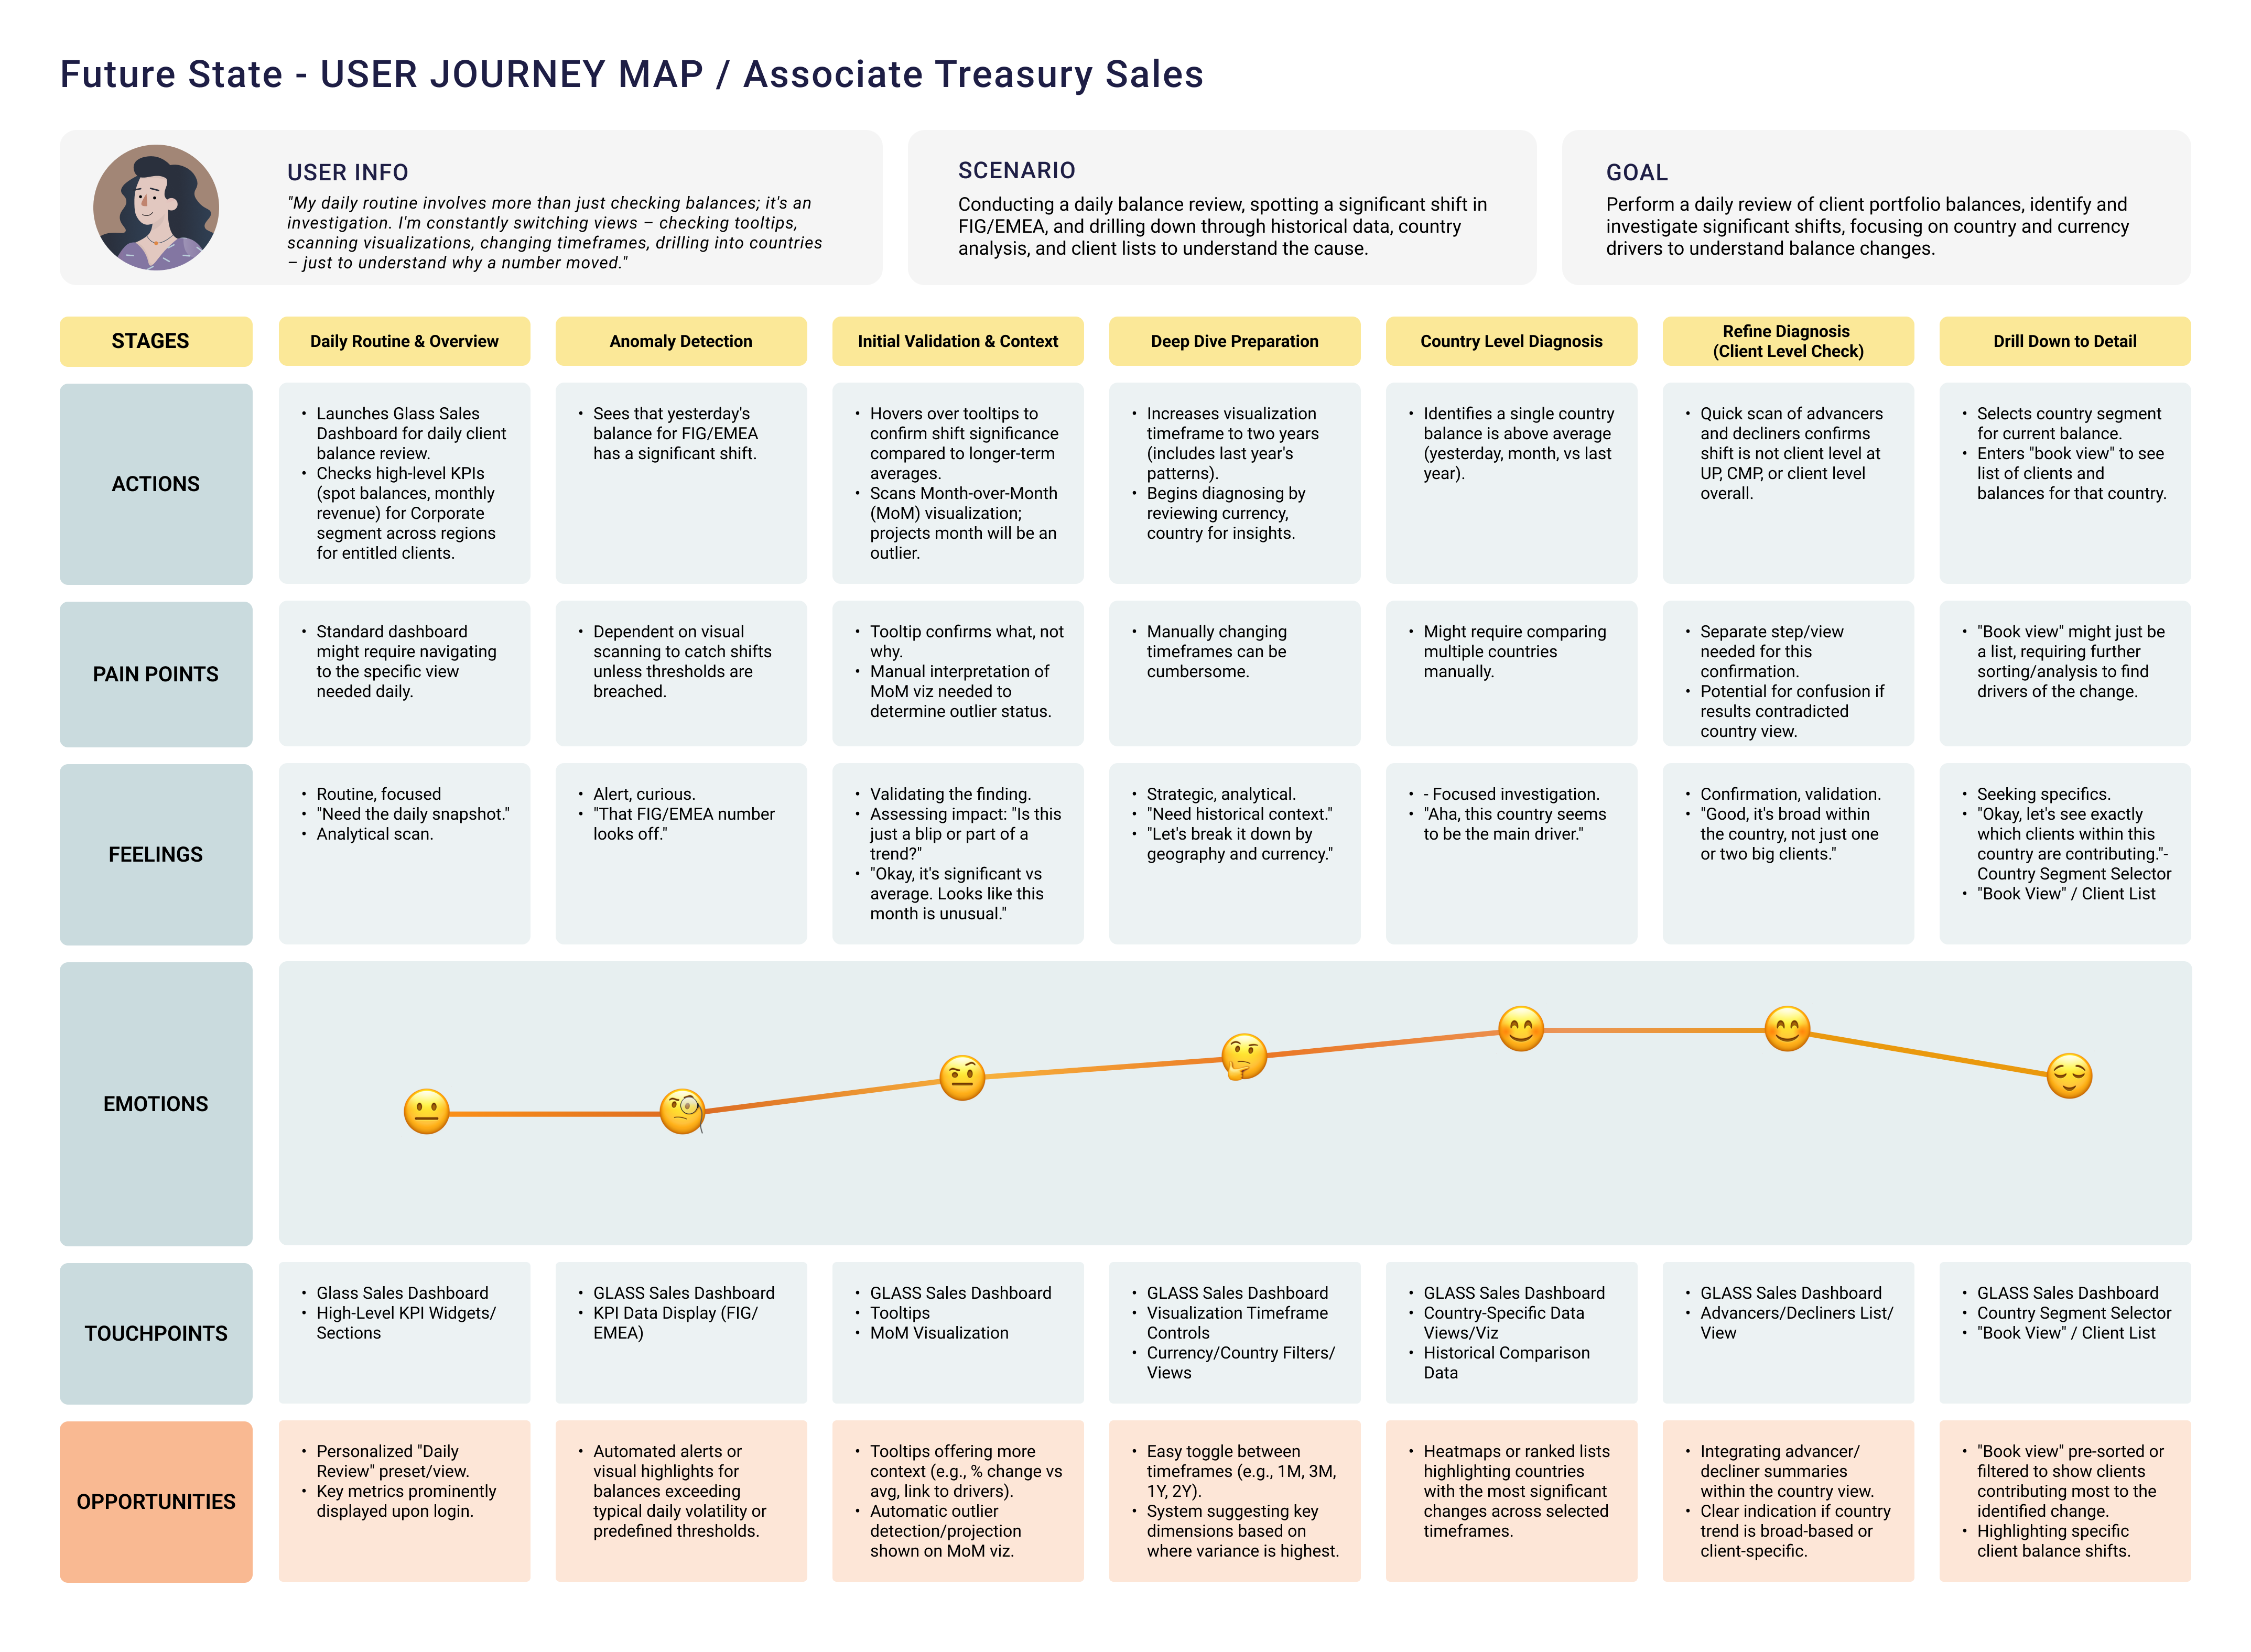 Future State - USER JOURNEY MAP / Associate Treasury Sales
USER INFO
"My daily routine involves more than just checking balances; it's an
investigation. I'm constantly switching views – checking tooltips,
scanning visualizations, changing timeframes, drilling into countries
– just to understand why a number moved."
SCENARIO
Conducting a daily balance review, spotting a significant shift in
FIG/EMEA, and drilling down through historical data, country
analysis, and client lists to understand the cause.
GOAL
Perform a daily review of client portfolio balances, identify and
investigate significant shifts, focusing on country and currency
drivers to understand balance changes.
STAGES
Daily Routine & Overview
Anomaly Detection
Initial Validation & Context
Deep Dive Preparation
Country Level Diagnosis
Refine Diagnosis
(Client Level Check)
Drill Down to Detail
ACTIONS
• Launches Glass Sales
Dashboard for daily client
balance review.
• Checks high-level KPIs
(spot balances, monthly
revenue) for Corporate
segment across regions
for entitled clients.
• Sees that yesterday's
balance for FIG/EMEA
has a significant shift.
• Hovers over tooltips to
confirm shift significance
compared to longer-term
averages.
• Scans Month-over-Month
(MoM) visualization;
projects month will be an
outlier.
• Increases visualization
timeframe to two years
(includes last year's
patterns).
• Begins diagnosing by
reviewing currency,
country for insights.
• Identifies a single country
balance is above average
(yesterday, month, vs last
year).
• Quick scan of advancers
and decliners confirms
shift is not client level at
UP, CMP, or client level
overall.
• Selects country segment
for current balance.
• Enters "book view" to see
list of clients and
balances for that country.
PAIN POINTS
• Standard dashboard
might require navigating
to the specific view
needed daily.
• Dependent on visual
scanning to catch shifts
unless thresholds are
breached.
• Tooltip confirms what, not
why.
• Manual interpretation of
MoM viz needed to
determine outlier status.
• Manually changing
timeframes can be
cumbersome.
• Might require comparing
multiple countries
manually.
• Separate step/view
needed for this
confirmation.
• Potential for confusion if
results contradicted
country view.
• "Book view" might just be
a list, requiring further
sorting/analysis to find
drivers of the change.
FEELINGS
• Routine, focused
• "Need the daily snapshot."
• Analytical scan.
• Alert, curious.
• "That FIG/EMEA number
looks off."
• Validating the finding.
• Assessing impact: "Is this
just a blip or part of a
trend?"
• "Okay, it's significant vs
average. Looks like this
month is unusual."
• Strategic, analytical.
• "Need historical context."
• "Let's break it down by
geography and currency."
• - Focused investigation.
• "Aha, this country seems
to be the main driver."
• Confirmation, validation.
• "Good, it's broad within
the country, not just one
or two big clients."
• Seeking specifics.
• "Okay, let's see exactly
which clients within this
country are contributing."-
Country Segment Selector
• "Book View" / Client List
EMOTIONS
TOUCHPOINTS
• Glass Sales Dashboard
• High-Level KPI Widgets/
Sections
• GLASS Sales Dashboard
• KPI Data Display (FIG/
EMEA)
• GLASS Sales Dashboard
• Tooltips
• MoM Visualization
• GLASS Sales Dashboard
• Visualization Timeframe
Controls
• Currency/Country Filters/
Views
• GLASS Sales Dashboard
• Country-Specific Data
Views/Viz
• Historical Comparison
Data
• GLASS Sales Dashboard
• Advancers/Decliners List/
View
• GLASS Sales Dashboard
• Country Segment Selector
• "Book View" / Client List
OPPORTUNITIES
• Personalized "Daily
Review" preset/view.
• Key metrics prominently
displayed upon login.
• Automated alerts or
visual highlights for
balances exceeding
typical daily volatility or
predefined thresholds.
• Tooltips offering more
context (e.g., % change vs
avg, link to drivers).
• Automatic outlier
detection/projection
shown on MoM viz.
• Easy toggle between
timeframes (e.g., 1M, 3M,
1Y, 2Y).
• System suggesting key
dimensions based on
where variance is highest.
• Heatmaps or ranked lists
highlighting countries
with the most significant
changes across selected
timeframes.
• Integrating advancer/
decliner summaries
within the country view.
• Clear indication if country
trend is broad-based or
client-specific.
• "Book view" pre-sorted or
filtered to show clients
contributing most to the
identified change.
• Highlighting specific
client balance shifts.